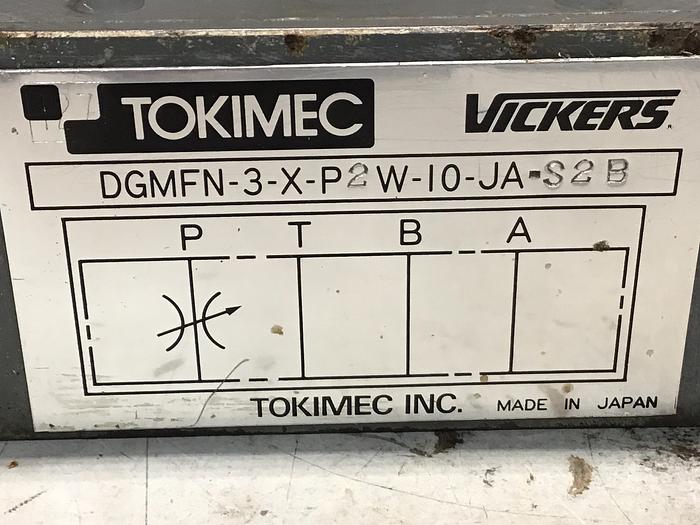 TOKIMEC VICKERS
DGMFN-3-X-P2W-10-JA-S2B
P T B A
TOKIMEC INC. MADE IN JAPAN